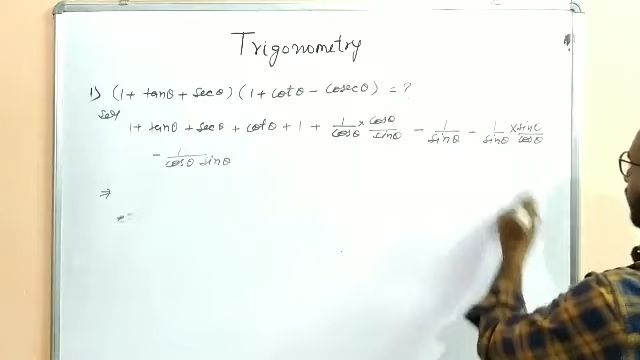 Trigonometry
1) (1 + tanθ + secθ) (1 + cotθ - cosecθ) = ?
1 + tanθ + secθ + cotθ + 1 + 1/cosθ × cosθ/sinθ - 1/sinθ - 1/sinθ × sinθ/cosθ
- 1/cosθ sinθ
⇒